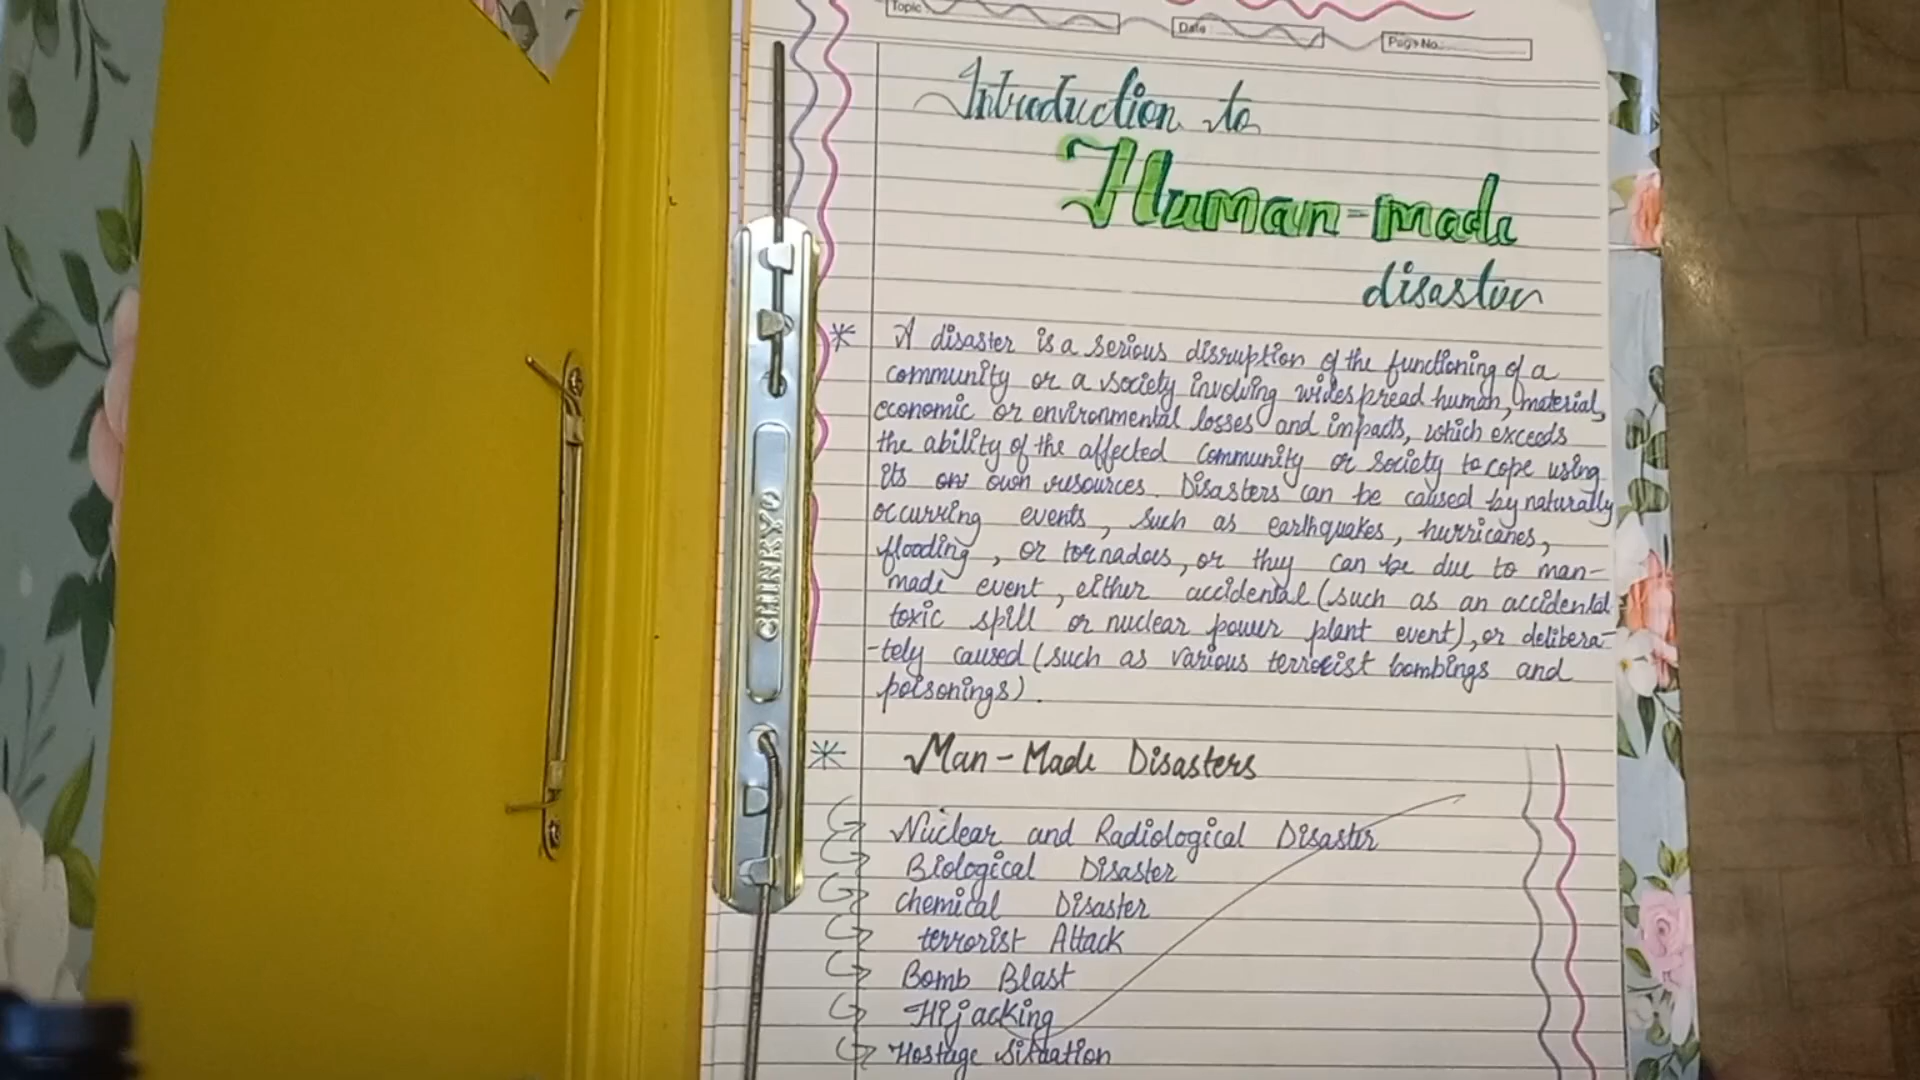 Topic
Date
Page No.
Introduction to
Human-made
disaster
A disaster is a serious disruption of the functioning of a
community or a society involving widespread human, material,
economic or environmental losses and impacts, which exceeds
the ability of the affected community or society to cope using
its own resources. Disasters can be caused by naturally
occurring events, such as earthquakes, hurricanes,
flooding, or tornadoes, or they can be due to man-
made event, either accidental (such as an accidental
toxic spill or nuclear power plant event), or delibera-
-tely caused (such as various terrorist bombings and
poisonings).
Man-Made Disasters
Nuclear and Radiological Disaster
Biological Disaster
chemical Disaster
terrorist Attack
Bomb Blast
Hijacking
Hostage situation
CHINKYO